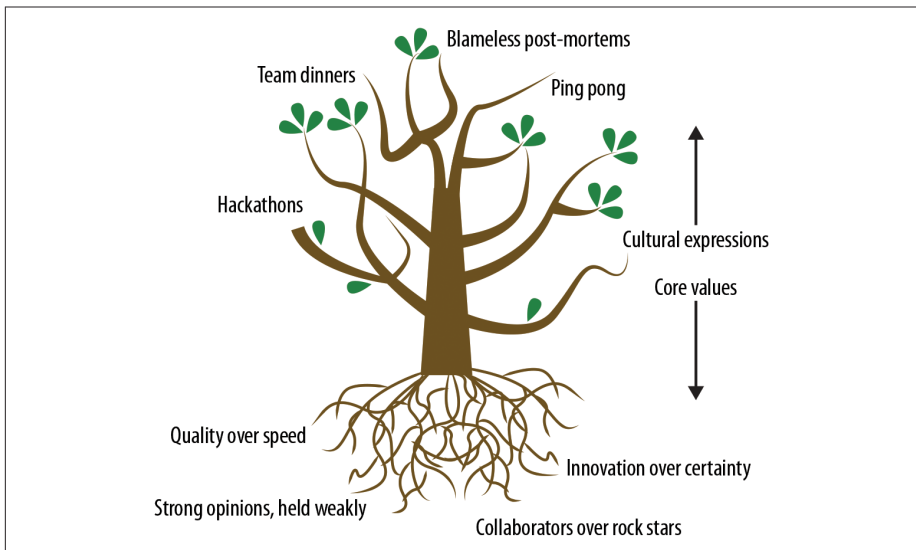 Blameless post-mortems
Team dinners
Ping pong
Hackathons
Cultural expressions
Core values
Quality over speed
Innovation over certainty
Strong opinions, held weakly
Collaborators over rock stars